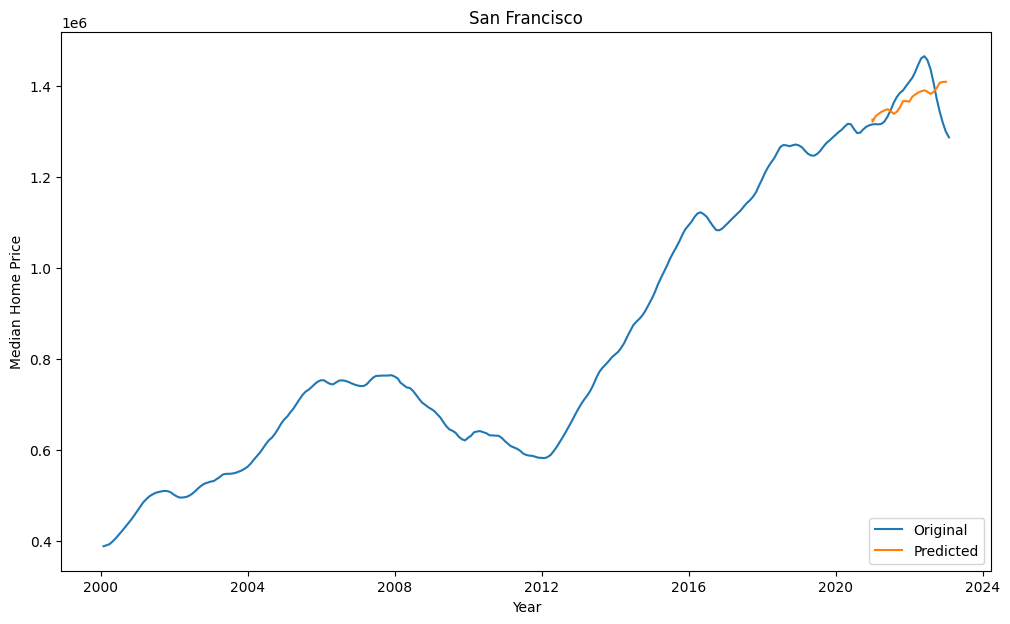 San Francisco
1e6
Median Home Price
1.4
1.2
1.0
0.8
0.6
0.4
2000 2004 2008 2012 2016 2020 2024
Year
Original
Predicted